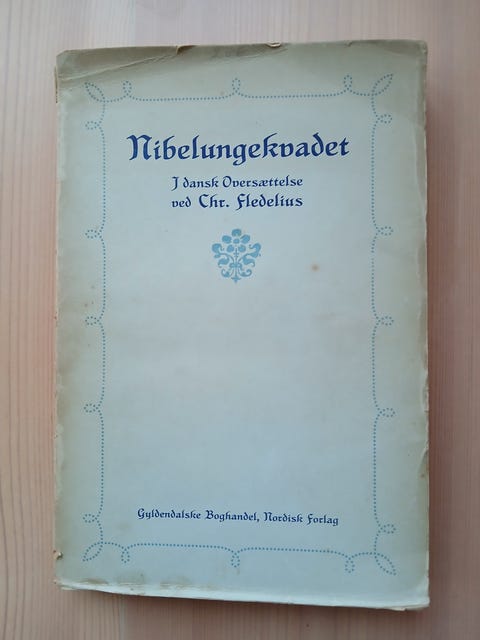 Nibelungekvadet
I dansk Oversættelse
ved Chr. Fledelius
Gyldendalske Boghandel, Nordisk Forlag